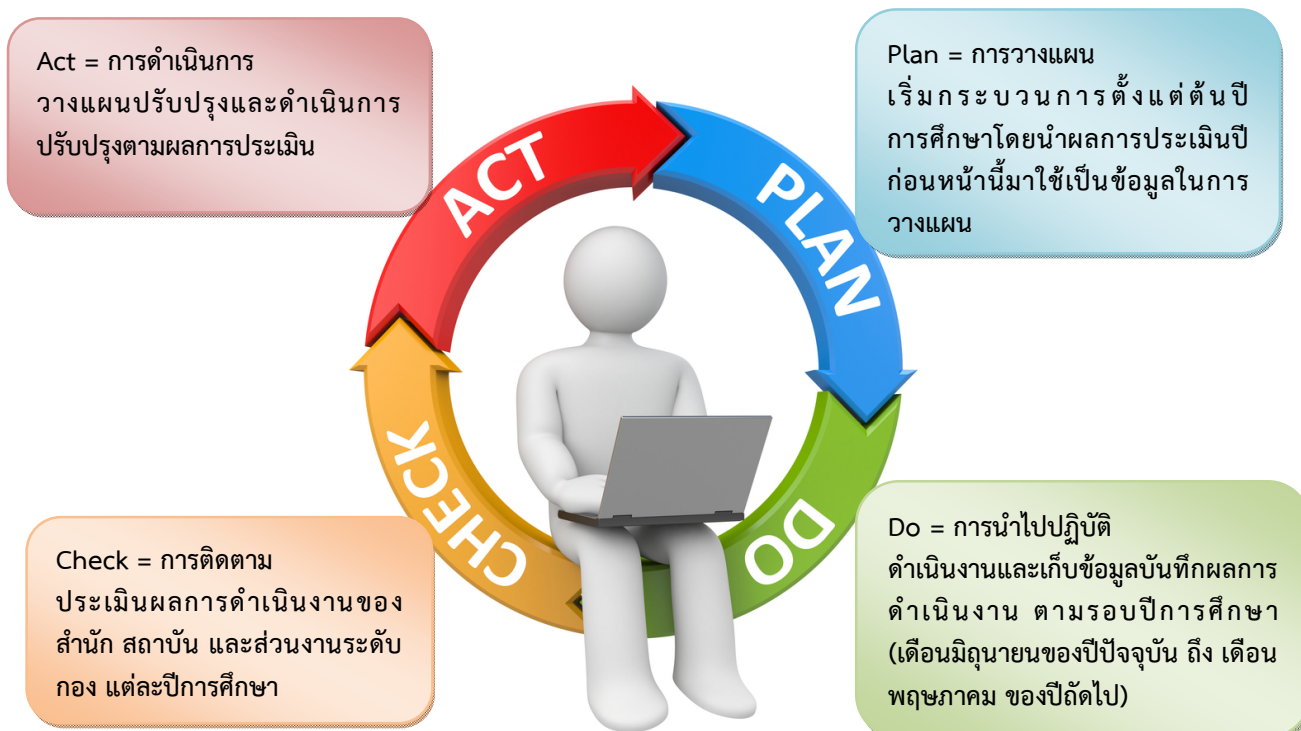 Act = การดำเนินการ
วางแผนปรับปรุงและดำเนินการ
ปรับปรุงตามผลการประเมิน
Plan = การวางแผน
เริ่มกระบวนการตั้งแต่ต้นปี
การศึกษาโดยนำผลการประเมินปี
ก่อนหน้านี้มาใช้เป็นข้อมูลในการ
วางแผน
ACT
PLAN
CHECK
DO
Check = การติดตาม
ประเมินผลการดำเนินงานของ
สำนัก สถาบัน และส่วนงานระดับ
กอง แต่ละปีการศึกษา
Do = การนำไปปฏิบัติ
ดำเนินงานและเก็บข้อมูลบันทึกผลการ
ดำเนินงาน ตามรอบปีการศึกษา
(เดือนมิถุนายนของปีปัจจุบัน ถึง เดือน
พฤษภาคม ของปีถัดไป)